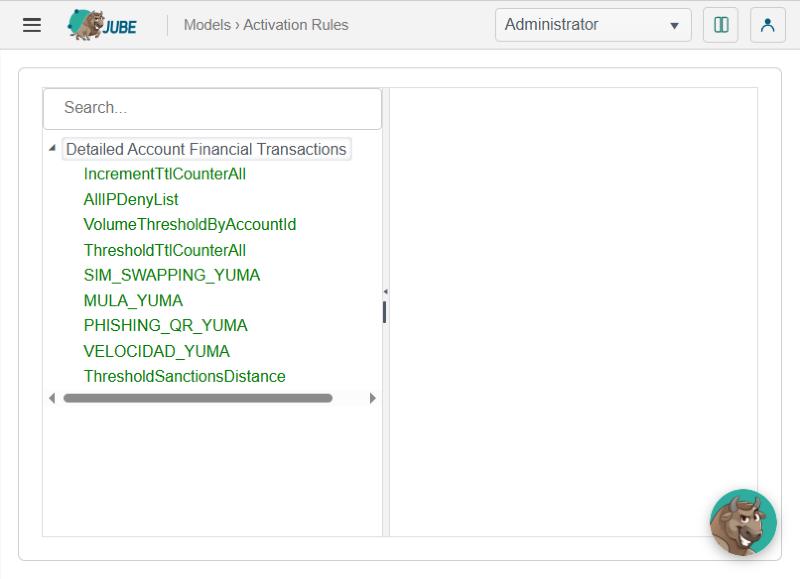 JUBE
Models › Activation Rules
Administrator
Search...
Detailed Account Financial Transactions
IncrementTtlCounterAll
AllIPDenyList
VolumeThresholdByAccountId
ThresholdTtlCounterAll
SIM_SWAPPING_YUMA
MULA_YUMA
PHISHING_QR_YUMA
VELOCIDAD_YUMA
ThresholdSanctionsDistance